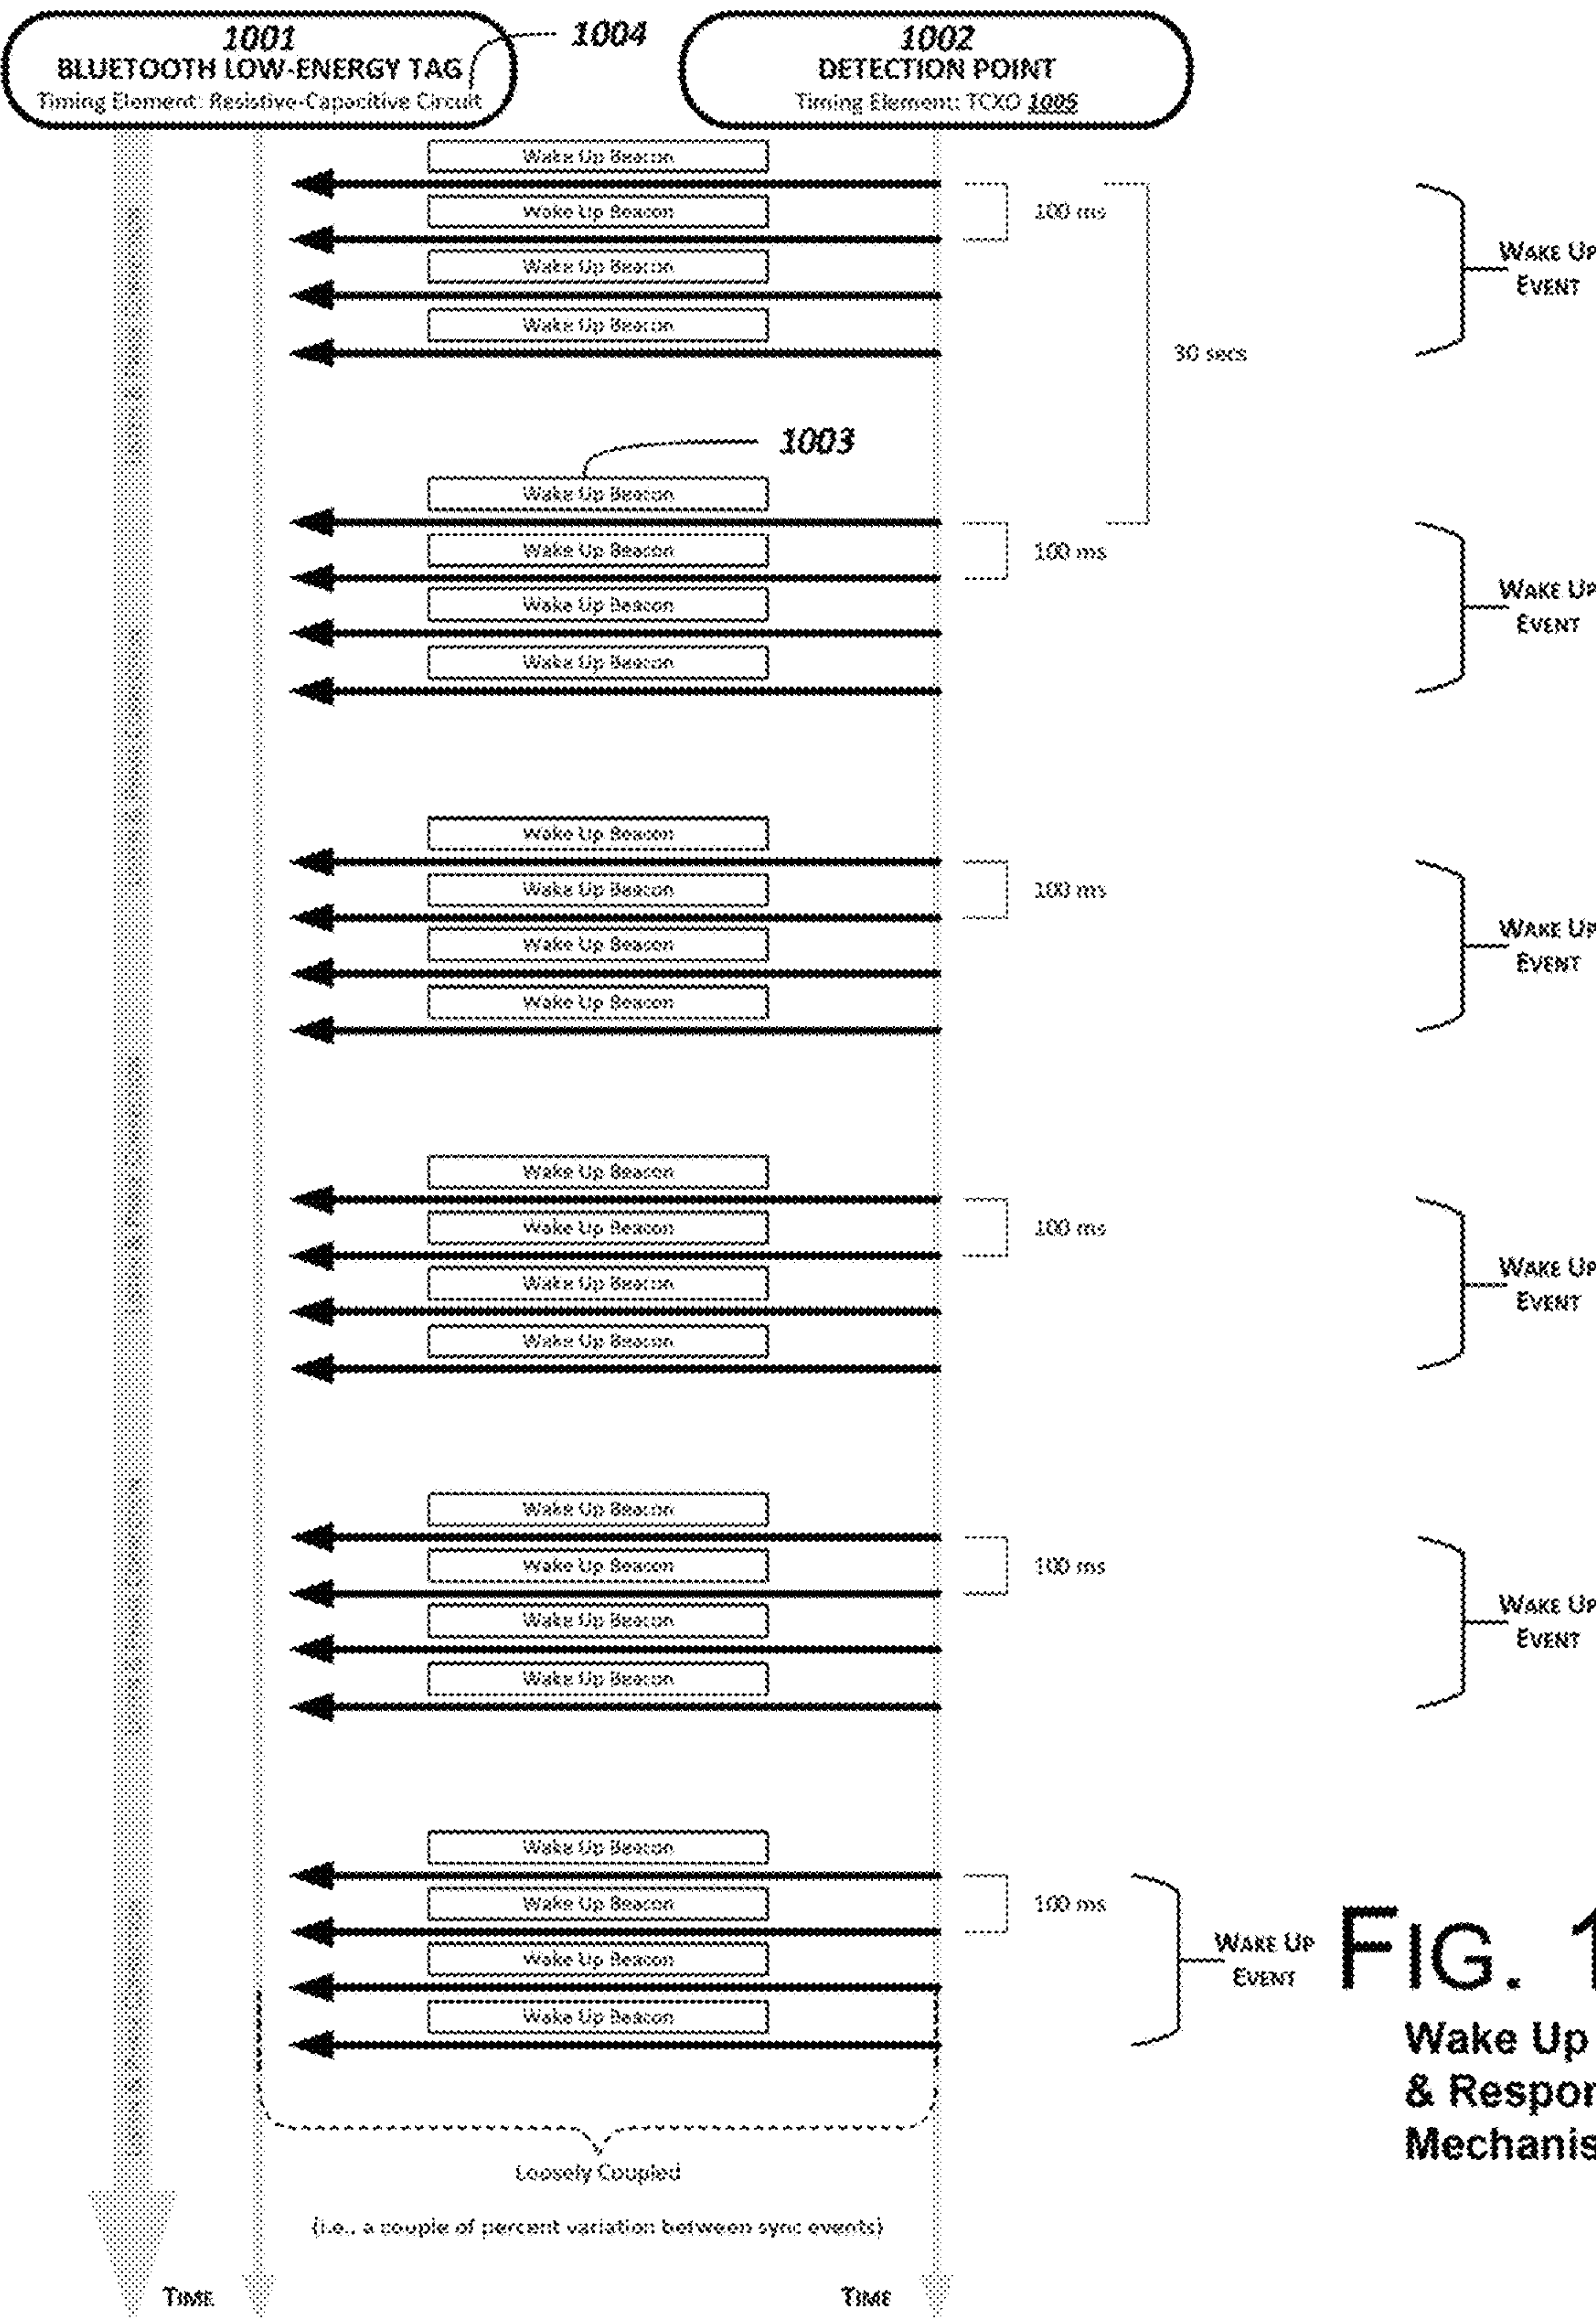 1001
BLUETOOTH LOW-ENERGY TAG
Timing Element: Resistive-Capacitive Circuit
1004
1002
DETECTION POINT
Timing Element: TCXO 1005
Wake Up Beacon
Wake Up Beacon
100 ms
Wake Up Beacon
Wake Up Beacon
WAKE UP
EVENT
30 secs
1003
Wake Up Beacon
Wake Up Beacon
100 ms
Wake Up Beacon
Wake Up Beacon
WAKE UP
EVENT
Wake Up Beacon
Wake Up Beacon
100 ms
Wake Up Beacon
Wake Up Beacon
WAKE UP
EVENT
Wake Up Beacon
Wake Up Beacon
100 ms
Wake Up Beacon
Wake Up Beacon
WAKE UP
EVENT
Wake Up Beacon
Wake Up Beacon
100 ms
Wake Up Beacon
Wake Up Beacon
WAKE UP
EVENT
Wake Up Beacon
Wake Up Beacon
100 ms
Wake Up Beacon
Wake Up Beacon
WAKE UP
EVENT
FIG.
Wake Up
&
Loosely Coupled
(i.e., a couple of percent variation between sync events)
TIME
TIME